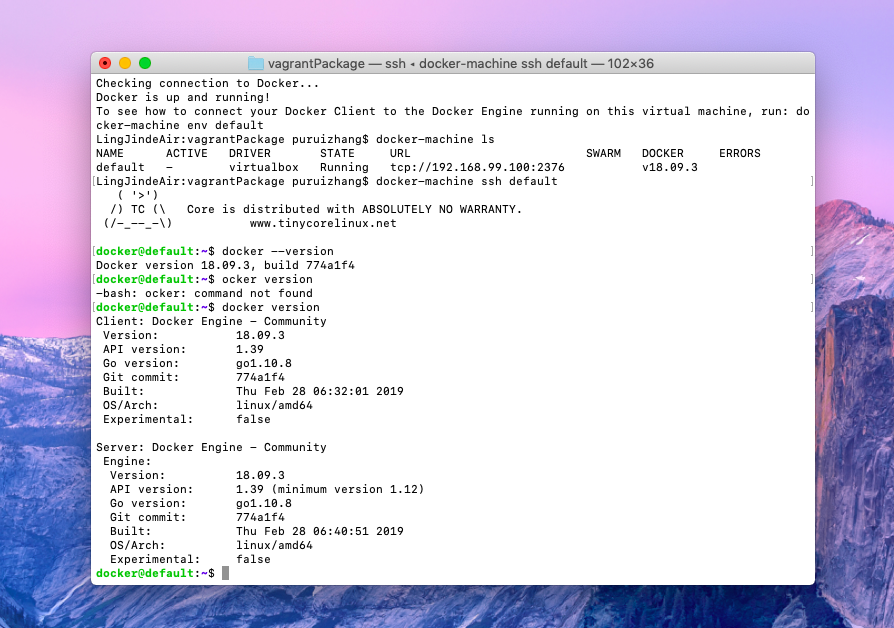 vagrantPackage — ssh ◂ docker-machine ssh default — 102×36
Checking connection to Docker...
Docker is up and running!
To see how to connect your Docker Client to the Docker Engine running on this virtual machine, run: do
cker-machine env default
LingJindeAir:vagrantPackage puruizhang$ docker-machine ls
NAME      ACTIVE   DRIVER       STATE     URL                         SWARM   DOCKER     ERRORS
default   -        virtualbox   Running   tcp://192.168.99.100:2376           v18.09.3
[LingJindeAir:vagrantPackage puruizhang$ docker-machine ssh default ]
   ( '>')
  /) TC (\   Core is distributed with ABSOLUTELY NO WARRANTY.
 (/-_--_-\)           www.tinycorelinux.net
[docker@default:~$ docker --version ]
Docker version 18.09.3, build 774a1f4
[docker@default:~$ ocker version ]
-bash: ocker: command not found
[docker@default:~$ docker version ]
Client: Docker Engine - Community
 Version:           18.09.3
 API version:       1.39
 Go version:        go1.10.8
 Git commit:        774a1f4
 Built:             Thu Feb 28 06:32:01 2019
 OS/Arch:           linux/amd64
 Experimental:      false
Server: Docker Engine - Community
 Engine:
  Version:          18.09.3
  API version:      1.39 (minimum version 1.12)
  Go version:       go1.10.8
  Git commit:       774a1f4
  Built:            Thu Feb 28 06:40:51 2019
  OS/Arch:          linux/amd64
  Experimental:     false
docker@default:~$